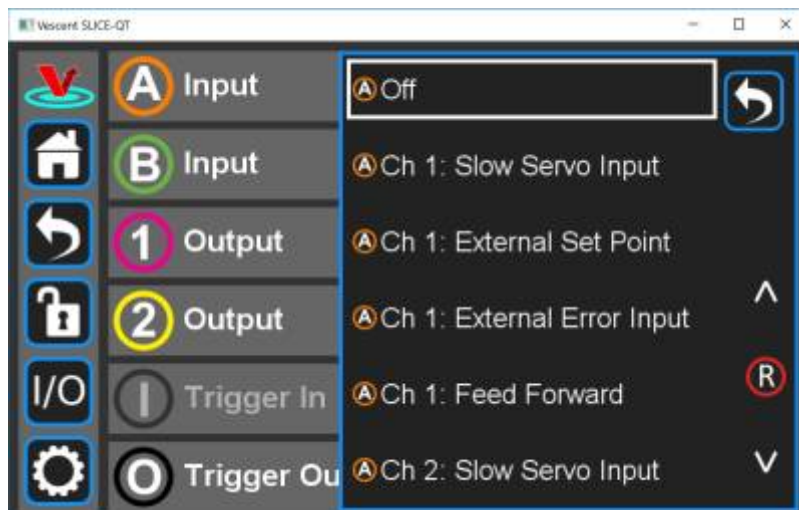 Vescent SLICE-QT
A Input
B Input
1 Output
2 Output
I/O
I Trigger In
O Trigger Ou
A Off
A Ch 1: Slow Servo Input
A Ch 1: External Set Point
A Ch 1: External Error Input
A Ch 1: Feed Forward
A Ch 2: Slow Servo Input
R